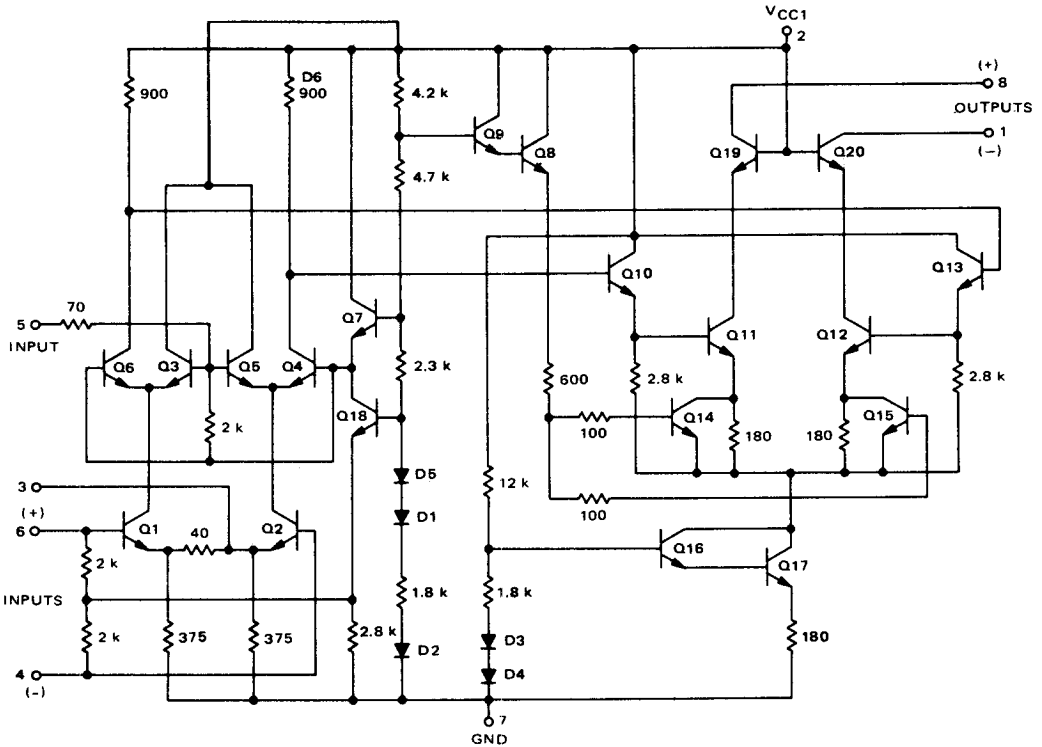 VCC1
2
D6
900
900
4.2 k
(+)
8
OUTPUTS
Q9
Q8
Q19
Q20
1
(−)
4.7 k
Q10
Q13
70
5
INPUT
Q7
Q11
Q12
Q6
Q3
Q5
Q4
2.3 k
600
2.8 k
2.8 k
Q18
Q14
Q15
2 k
100
180
180
D5
12 k
3
(+)
6
D1
100
Q1
40
Q2
Q16
Q17
2 k
INPUTS
1.8 k
1.8 k
2 k
375
375
2.8 k
D2
D3
180
4
(−)
D4
7
GND